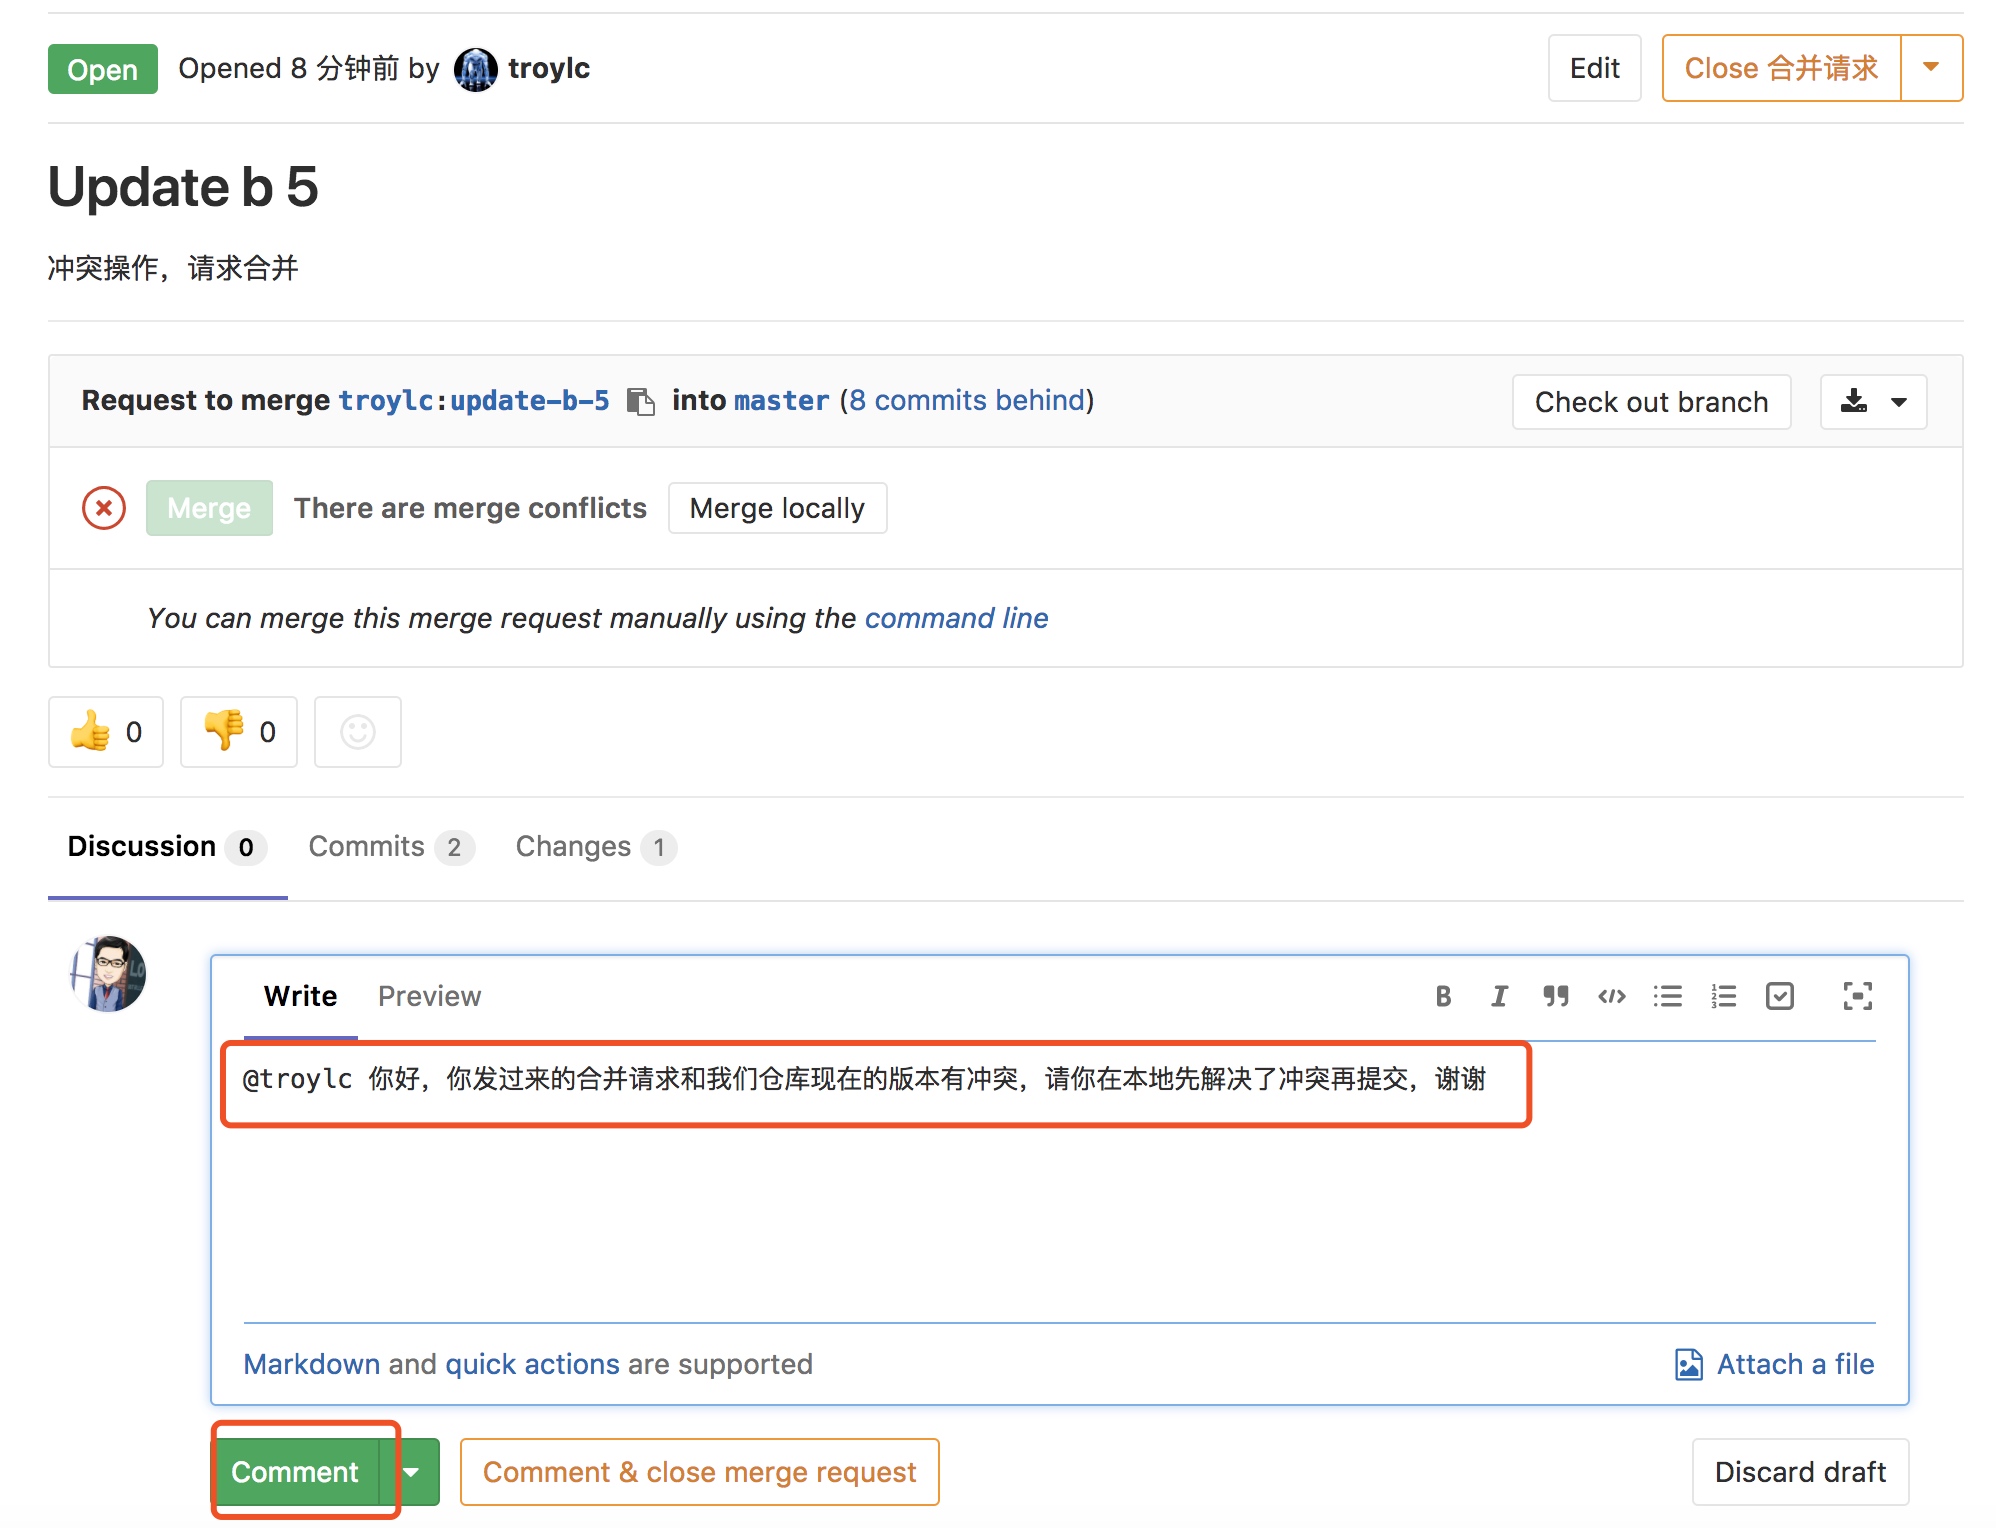 Open Opened 8 分钟前 by troylc Edit Close 合并请求
Update b 5
冲突操作，请求合并
Request to merge troylc:update-b-5 into master (8 commits behind) Check out branch
Merge There are merge conflicts Merge locally
You can merge this merge request manually using the command line
0 0
Discussion 0 Commits 2 Changes 1
Write Preview
@troylc 你好，你发过来的合并请求和我们仓库现在的版本有冲突，请你在本地先解决了冲突再提交，谢谢
Markdown and quick actions are supported Attach a file
Comment Comment & close merge request Discard draft